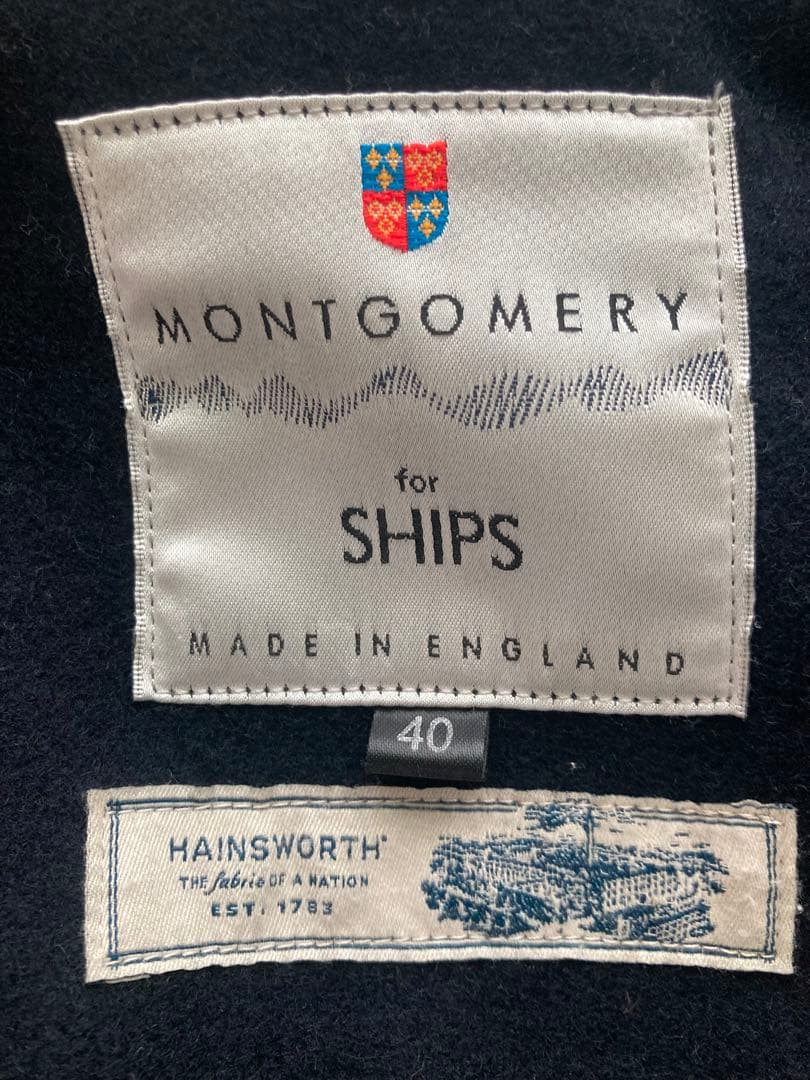 MONTGOMERY
for
SHIPS
MADE IN ENGLAND
40
HAINSWORTH®
THE fabric OF A NATION
EST. 1783